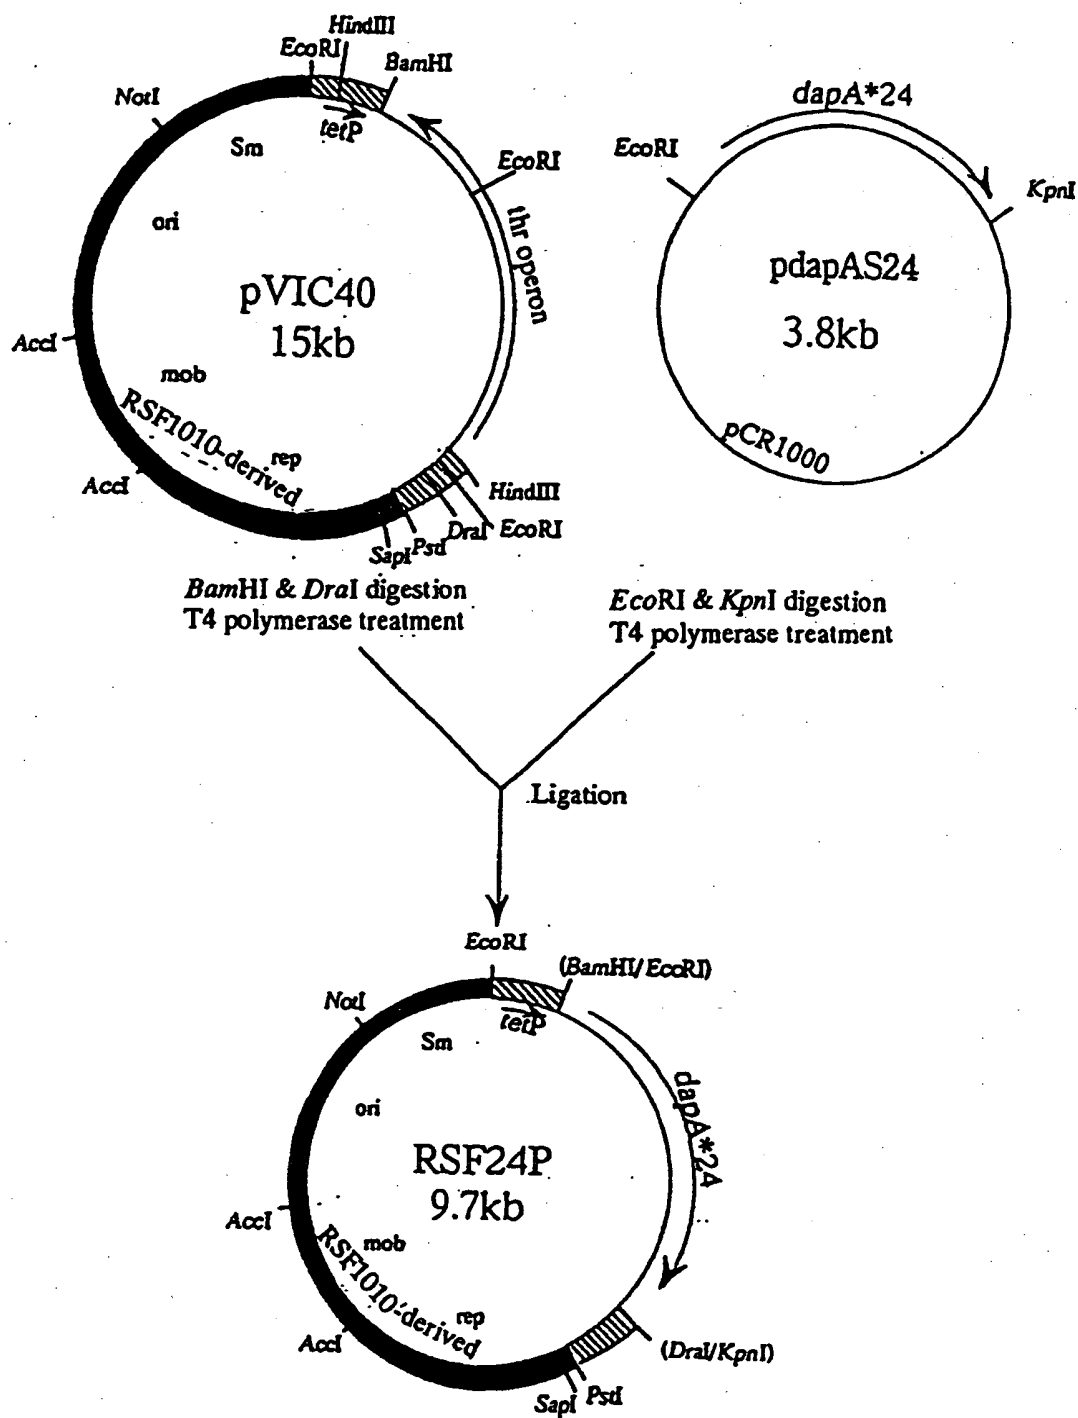 HindIII
EcoRI
BamHI
NotI
tetP
Sm
EcoRI
ori
thr operon
pVIC40
15kb
AccI
mob
RSF1010-derived
rep
AccI
HindIII
EcoRI
DraI
PstI
SapI
dapA*24
EcoRI
KpnI
pdapAS24
3.8kb
pCR1000
BamHI & DraI digestion
T4 polymerase treatment
EcoRI & KpnI digestion
T4 polymerase treatment
Ligation
EcoRI
(BamHI/EcoRI)
NotI
tetP
Sm
ori
dapA*24
RSF24P
9.7kb
AccI
mob
RSF1010-derived
rep
AccI
(DraI/KpnI)
PstI
SapI